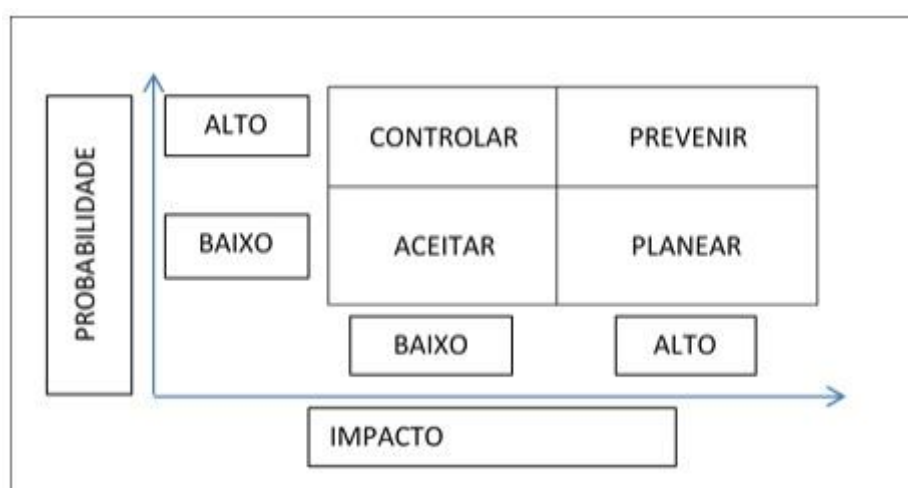 PROBABILIDADE
ALTO
CONTROLAR
PREVENIR
BAIXO
ACEITAR
PLANEAR
BAIXO
ALTO
IMPACTO